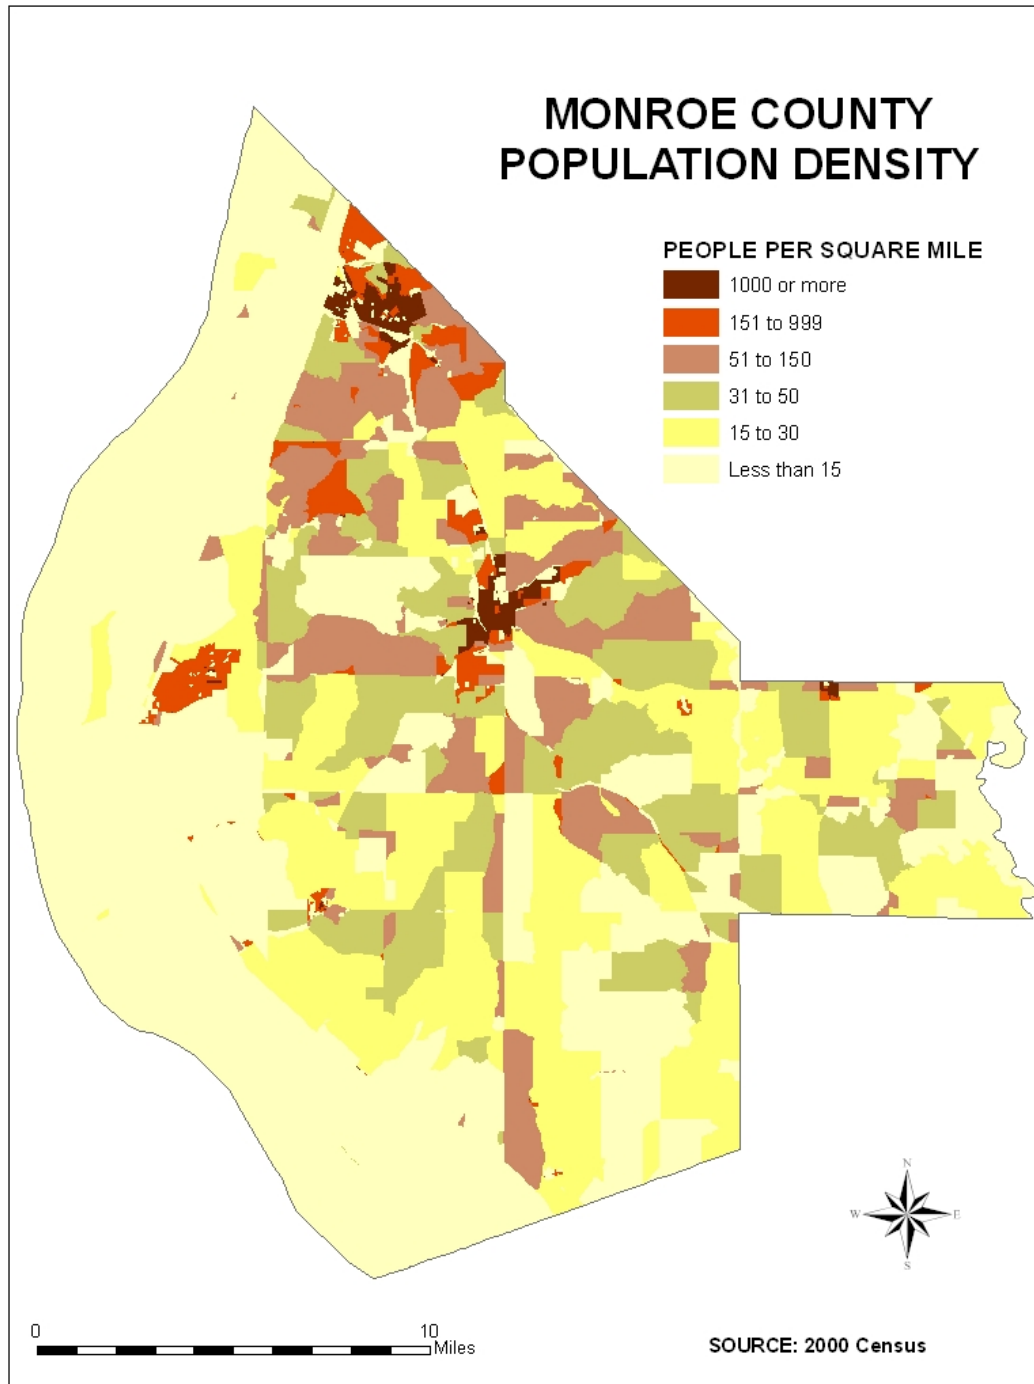 MONROE COUNTY
POPULATION DENSITY
PEOPLE PER SQUARE MILE
1000 or more
151 to 999
51 to 150
31 to 50
15 to 30
Less than 15
N
W E
S
0 10
Miles
SOURCE: 2000 Census